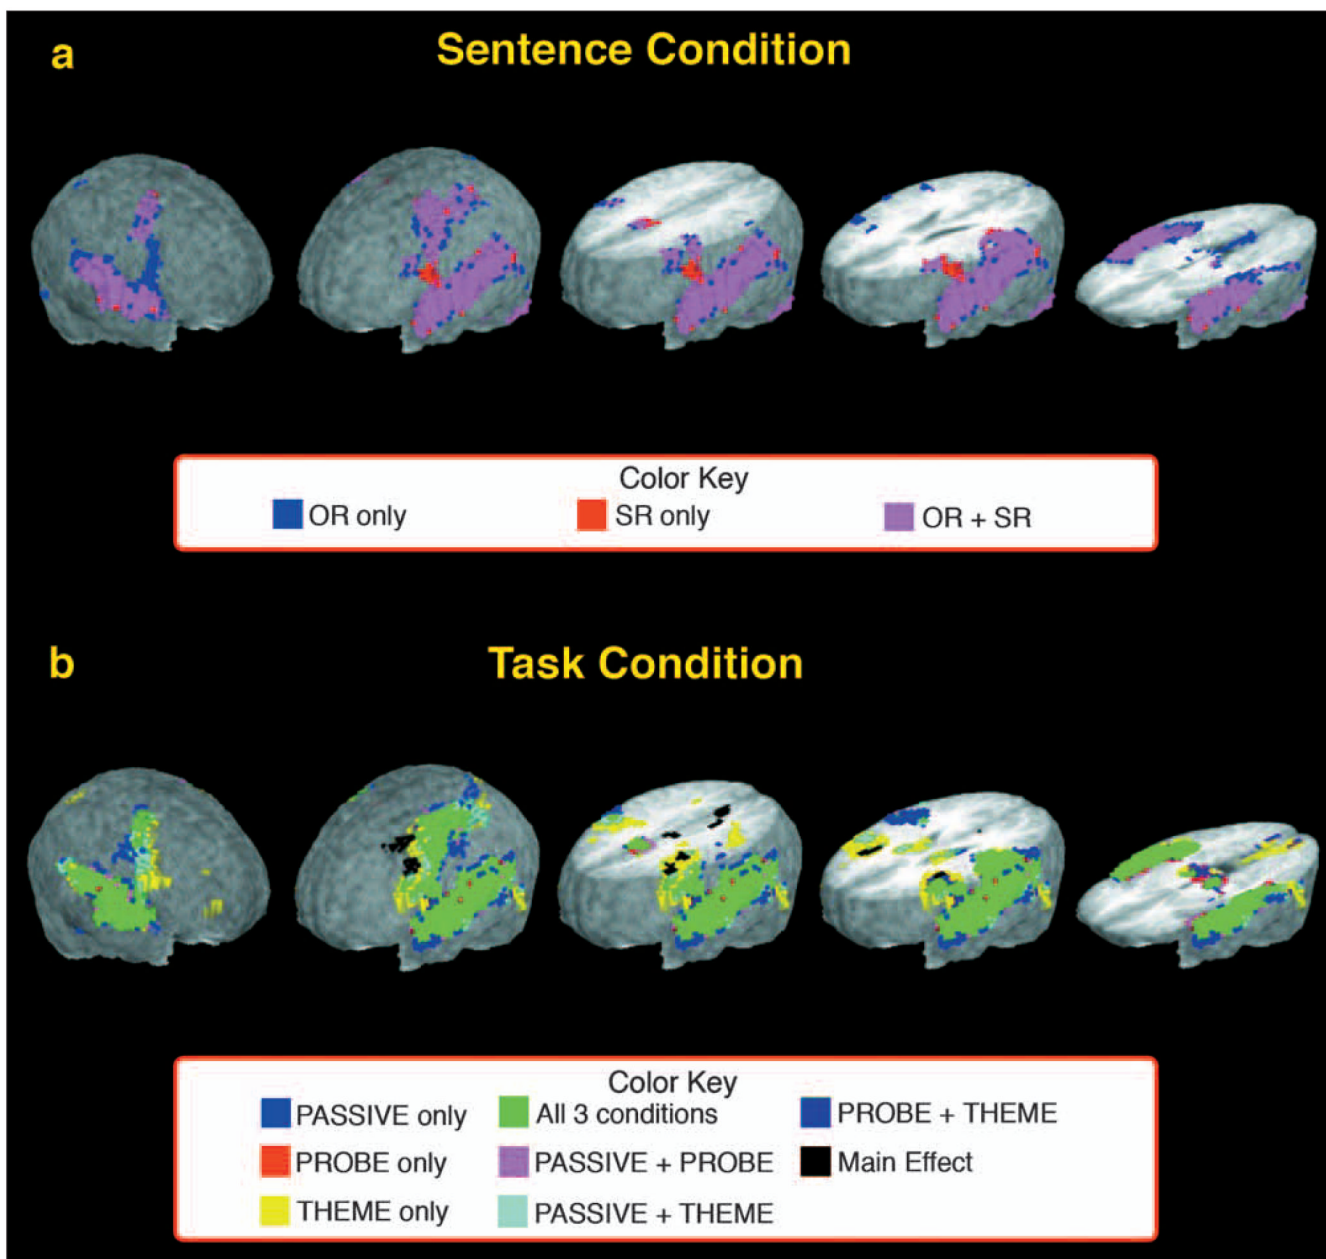 a
Sentence Condition
Color Key
OR only
SR only
OR + SR
b
Task Condition
Color Key
PASSIVE only
All 3 conditions
PROBE + THEME
PROBE only
PASSIVE + PROBE
Main Effect
THEME only
PASSIVE + THEME